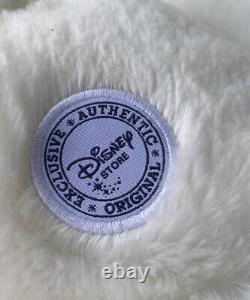 EXCLUSIVE ★ AUTHENTIC ★ ORIGINAL ★
Disney
STORE
ebay